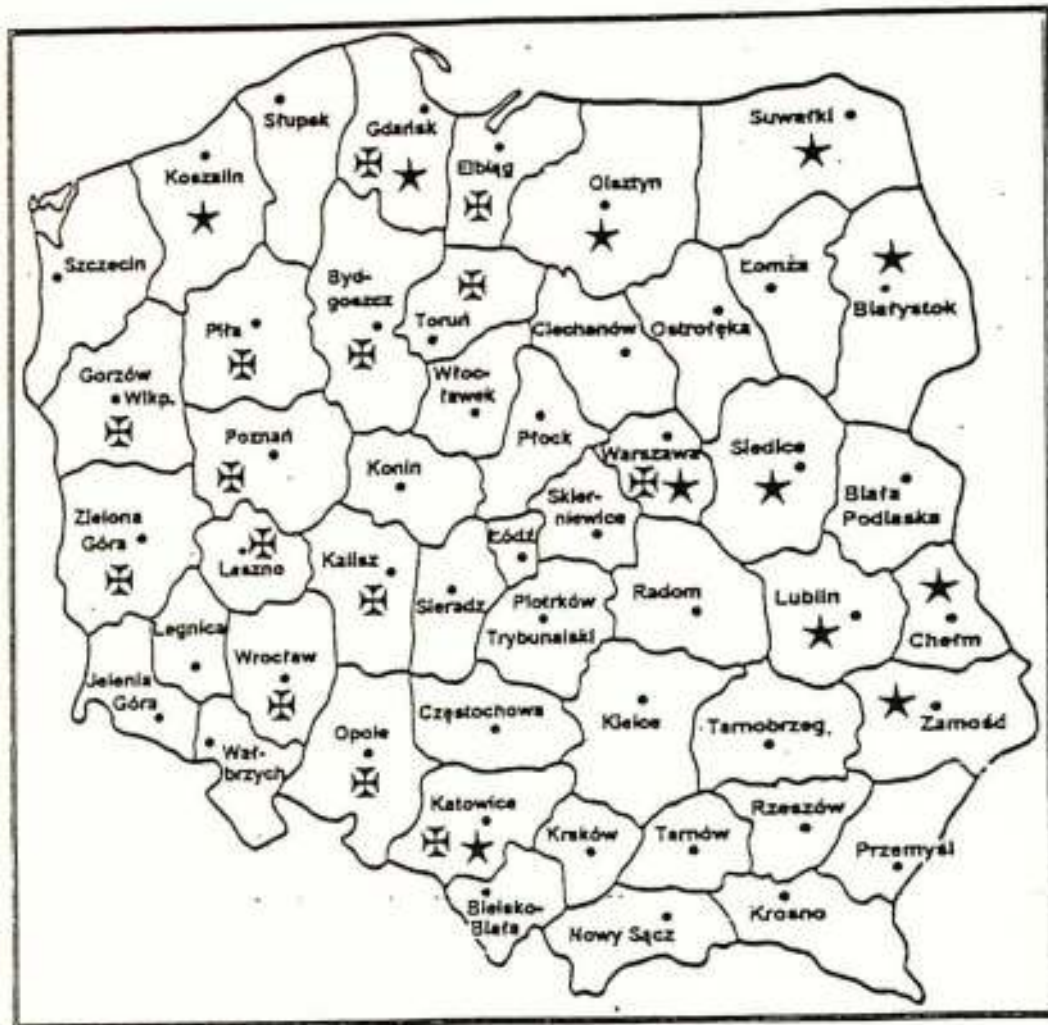 Słupsk
Gdańsk
Suwałki
Elbląg
Koszalin
Olsztyn
Szczecin
Byd-
goszcz
Łomża
Białystok
Toruń
Piła
Ciechanów
Ostrołęka
Włoc-
ławek
Gorzów
Wlkp.
Płock
Poznań
Warszawa
Siedlce
Konin
Biała
Podlaska
Skier-
niewice
Zielona
Góra
Łódź
Leszno
Kalisz
Sieradz
Piotrków
Trybunalski
Radom
Lublin
Chełm
Legnica
Wrocław
Jelenia
Góra
Częstochowa
Kielce
Tarnobrzeg
Zamość
Wał-
brzych
Opole
Katowice
Kraków
Tarnów
Rzeszów
Przemyśl
Bielsko-
Biała
Nowy Sącz
Krosno